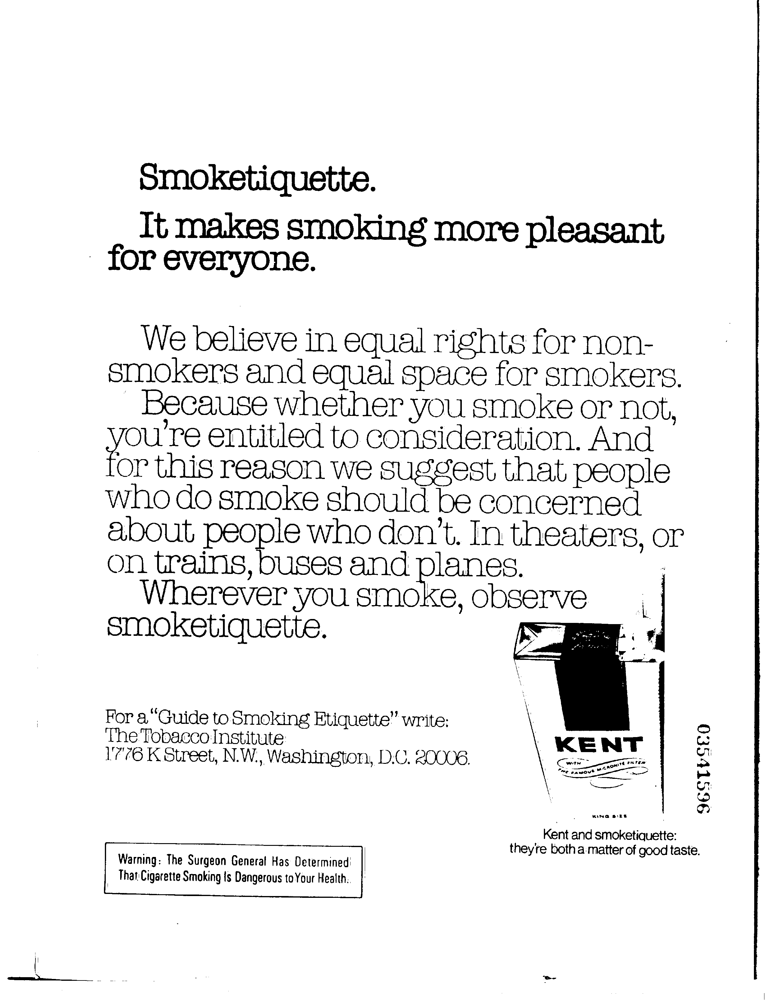 Smoketiquette.
It makes smoking more pleasant
for everyone.
We believe in equal rights for non-
smokers and equal space for smokers.
Because whether you smoke or not,
you're entitled to consideration. And
for this reason we suggest that people
who do smoke should be concerned
about people who don't. In theaters, or
on trains, buses and planes.
Wherever you smoke, observe
smoketiquette.
For a "Guide to Smoking Etiquette" write:
The Tobacco Institute
1776 K Street, N.W., Washington, D.C. 20006.
KENT
WITH
THE FAMOUS MICRONITE FILTER
KING SIZE
03541596
Kent and smoketiquette:
they're both a matter of good taste.
Warning: The Surgeon General Has Determined
That Cigarette Smoking Is Dangerous to Your Health.